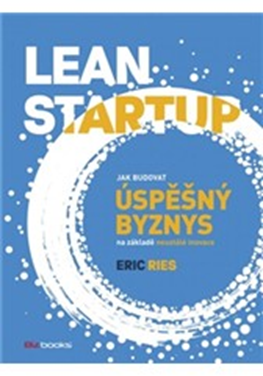 LEAN
STARTUP
JAK BUDOVAT
ÚSPĚŠNÝ
BYZNYS
na základě neustálé inovace
ERIC RIES
BIZbooks